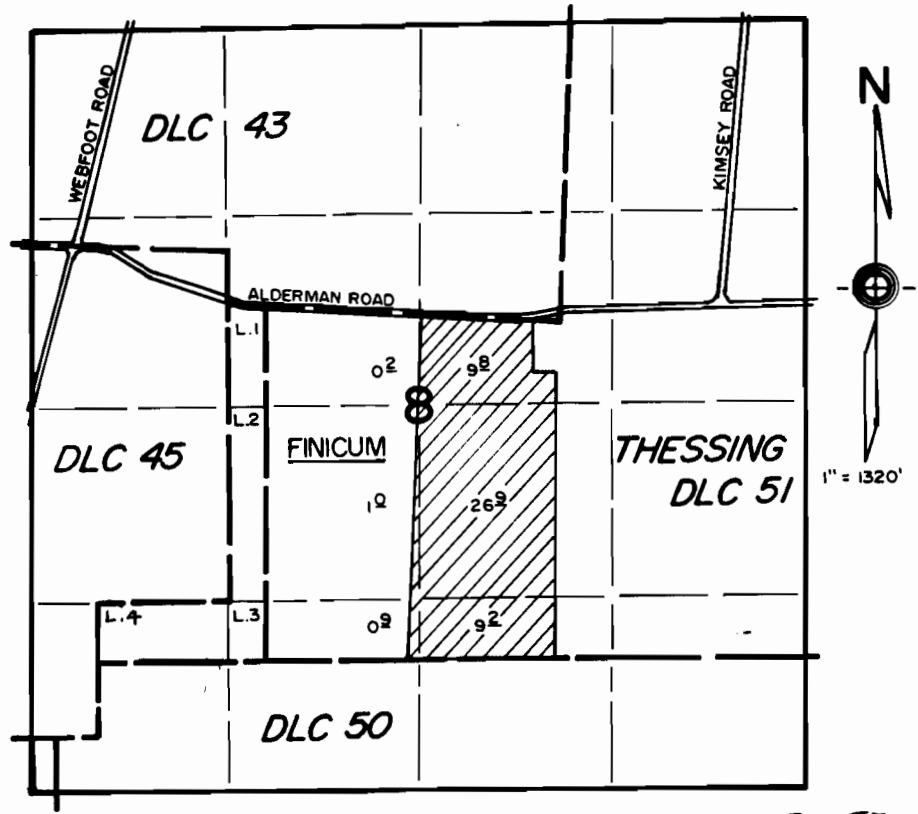 N
WEBFOOT ROAD
DLC 43
KIMSEY ROAD
ALDERMAN ROAD
L.1
0 2
9 8
8
L.2
FINICUM
THESSING
DLC 45
DLC 51
1" = 1320'
1 0
26 9
L.4
L.3
0 9
9 2
DLC 50